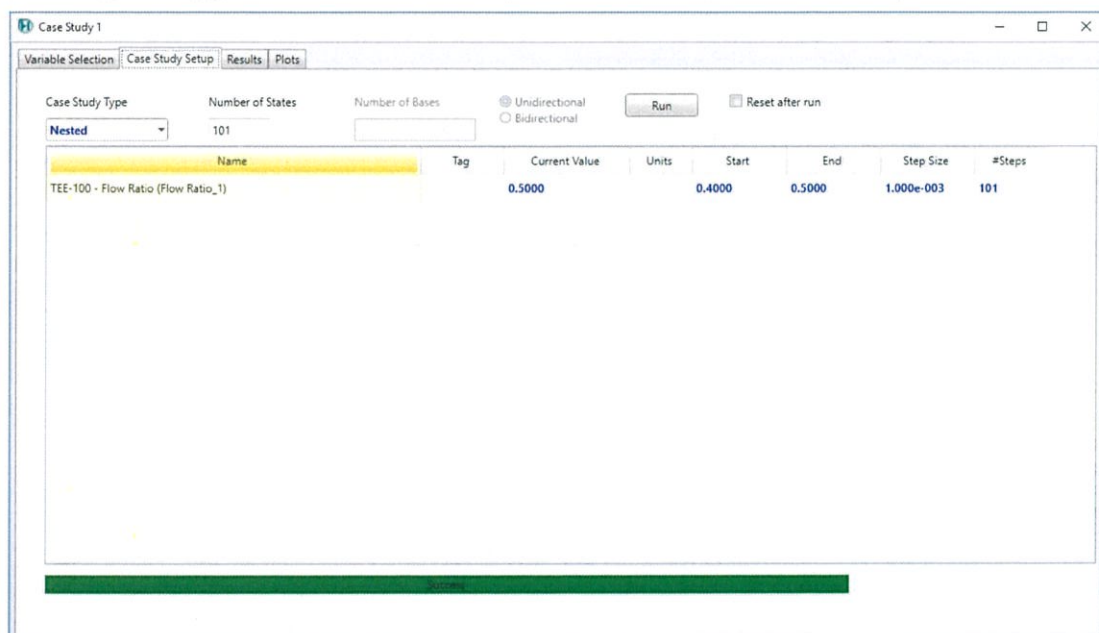 Case Study 1
Variable Selection Case Study Setup Results Plots
Case Study Type Number of States Number of Bases Unidirectional Run Reset after run
Nested 101 Bidirectional
Name Tag Current Value Units Start End Step Size #Steps
TEE-100 - Flow Ratio (Flow Ratio_1) 0.5000 0.4000 0.5000 1.000e-003 101
Success